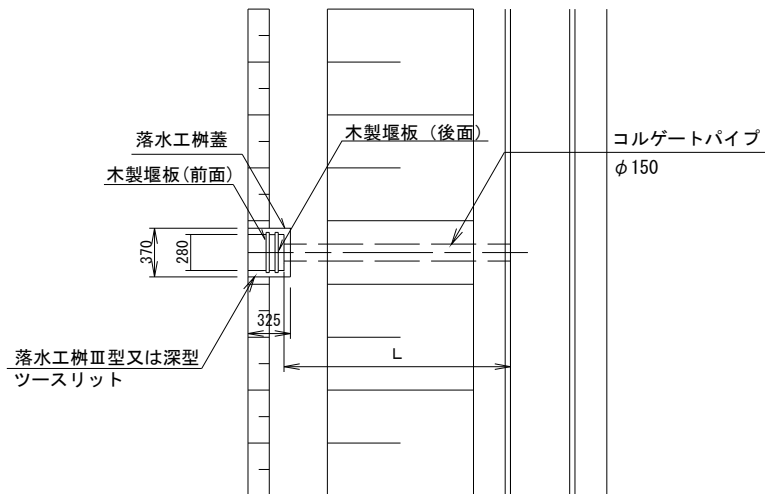 落水工桝蓋
木製堰板（後面）
コルゲートパイプ
φ150
木製堰板(前面)
370
280
325
L
落水工桝Ⅲ型又は深型
ツースリット